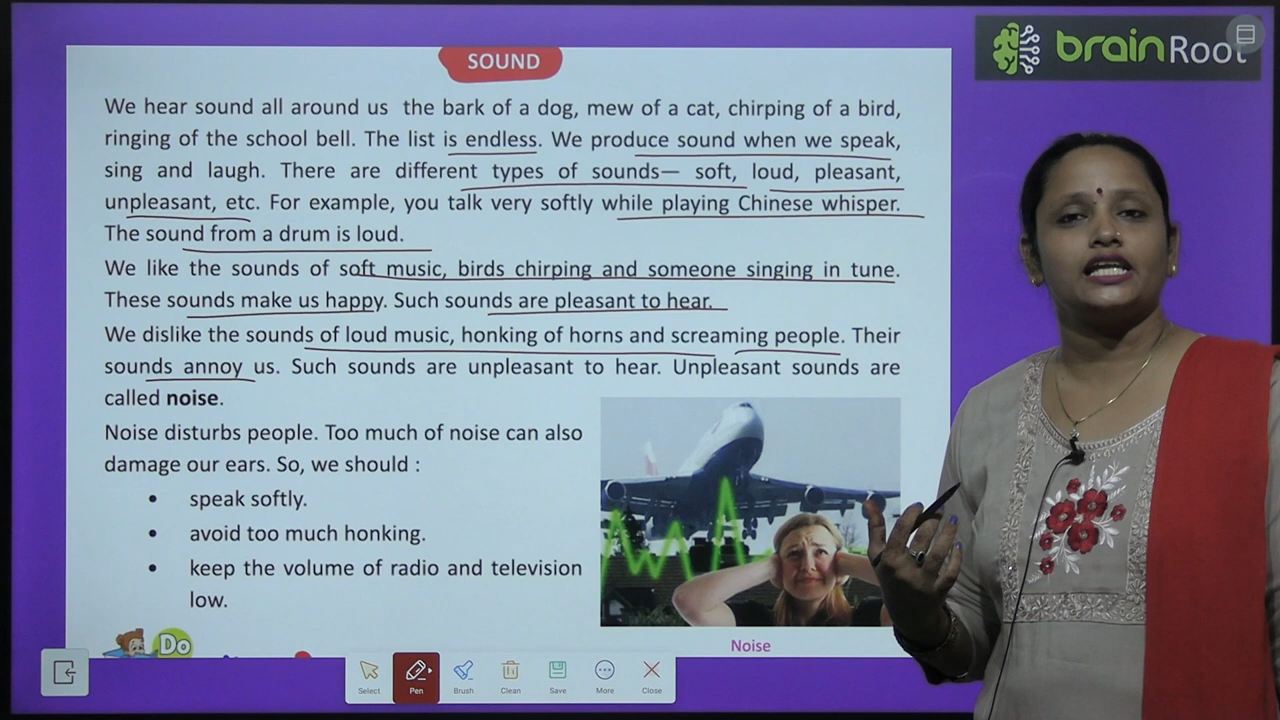 brainRoot
SOUND
We hear sound all around us the bark of a dog, mew of a cat, chirping of a bird,
ringing of the school bell. The list is endless. We produce sound when we speak,
sing and laugh. There are different types of sounds— soft, loud, pleasant,
unpleasant, etc. For example, you talk very softly while playing Chinese whisper.
The sound from a drum is loud.
We like the sounds of soft music, birds chirping and someone singing in tune.
These sounds make us happy. Such sounds are pleasant to hear.
We dislike the sounds of loud music, honking of horns and screaming people. Their
sounds annoy us. Such sounds are unpleasant to hear. Unpleasant sounds are
called noise.
Noise disturbs people. Too much of noise can also
damage our ears. So, we should :
• speak softly.
• avoid too much honking.
• keep the volume of radio and television
low.
Noise
Do
Select Pen Brush Clean Save More Close